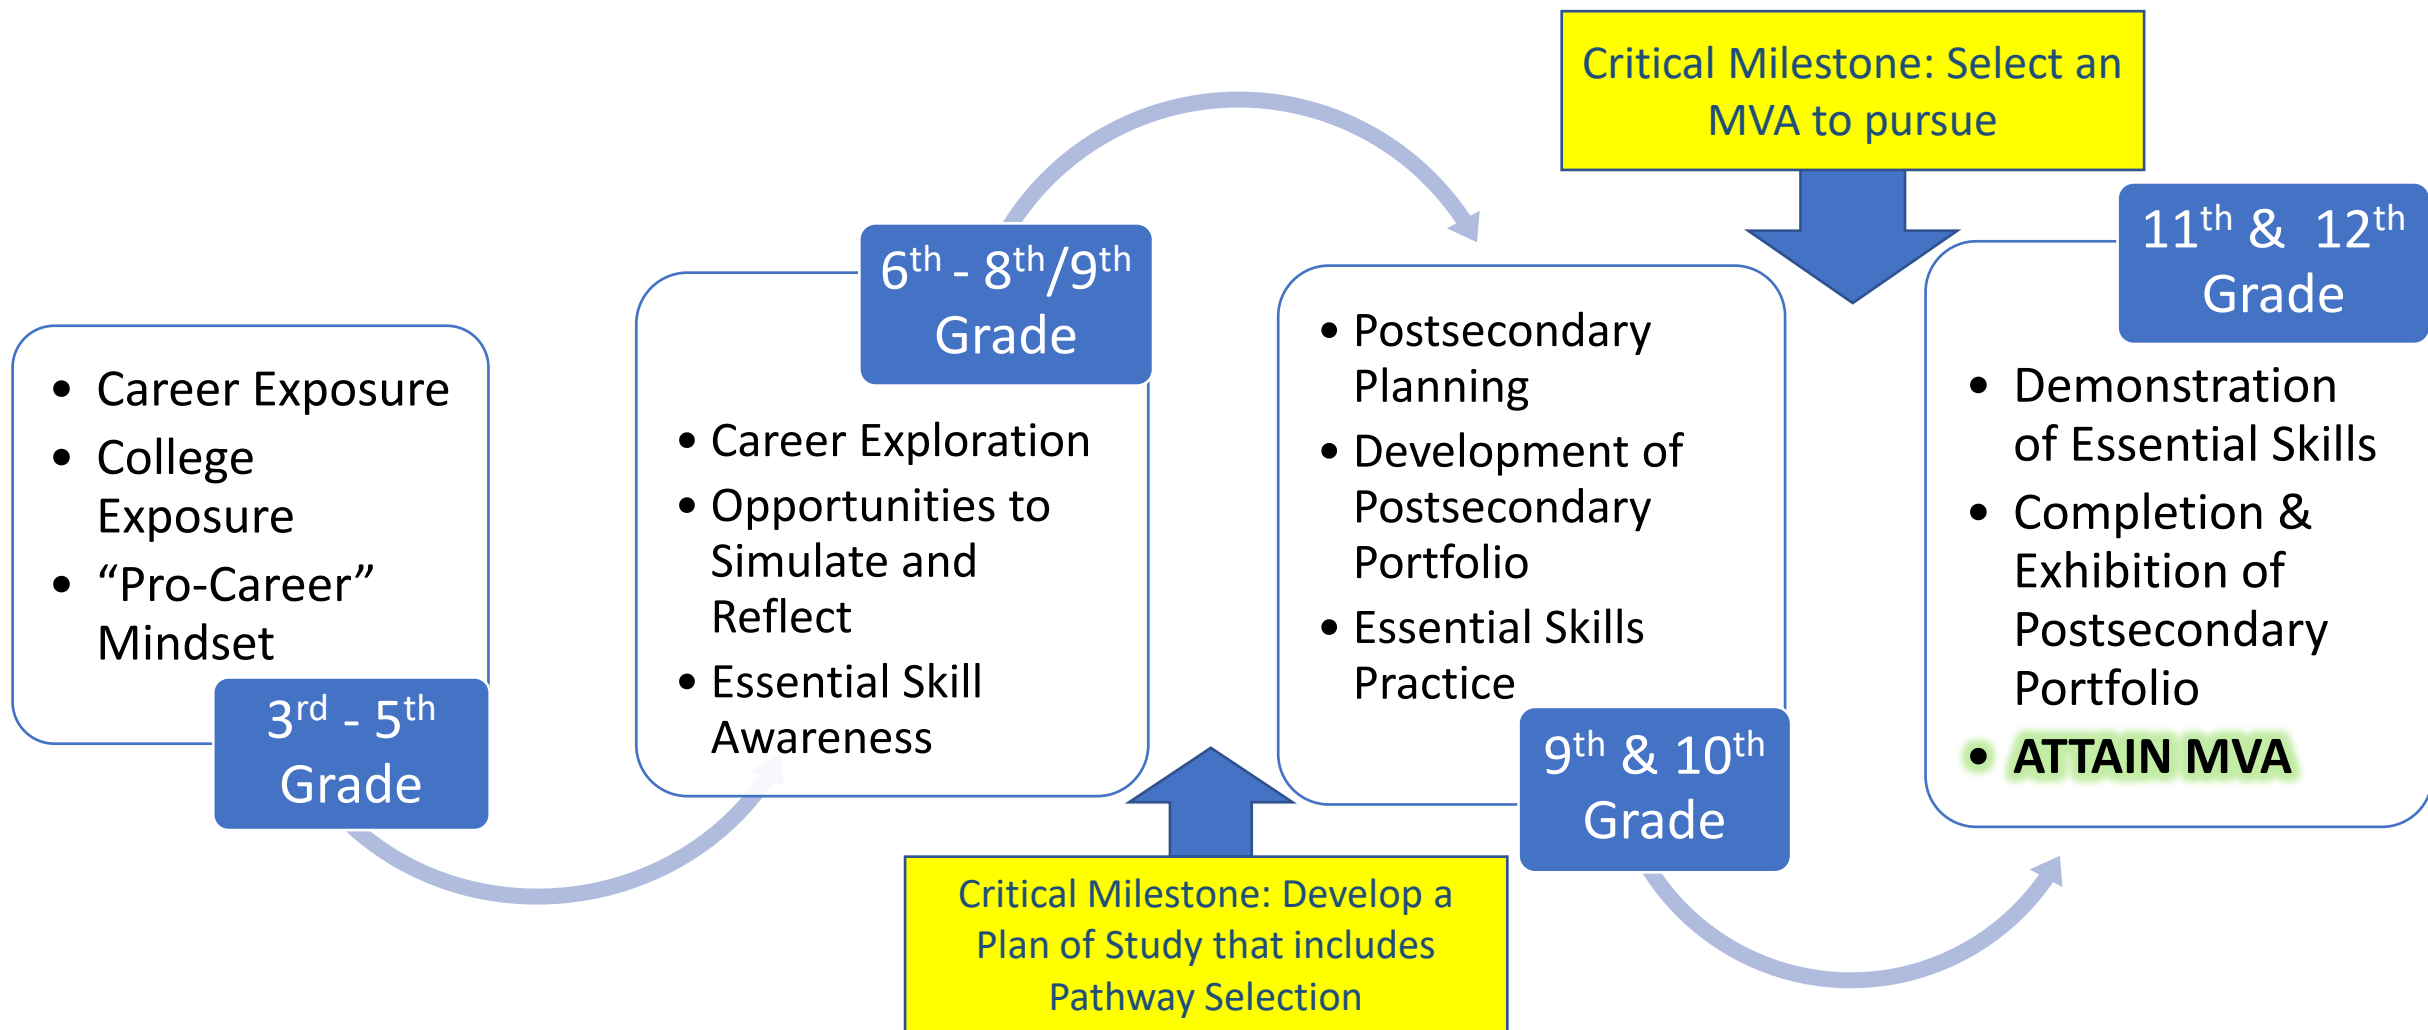 • Career Exposure
• College
Exposure
• “Pro-Career”
Mindset
3rd - 5th
Grade
6th - 8th/9th
Grade
• Career Exploration
• Opportunities to
Simulate and
Reflect
• Essential Skill
Awareness
Critical Milestone: Develop a
Plan of Study that includes
Pathway Selection
• Postsecondary
Planning
• Development of
Postsecondary
Portfolio
• Essential Skills
Practice
9th & 10th
Grade
Critical Milestone: Select an
MVA to pursue
11th & 12th
Grade
• Demonstration
of Essential Skills
• Completion &
Exhibition of
Postsecondary
Portfolio
• ATTAIN MVA